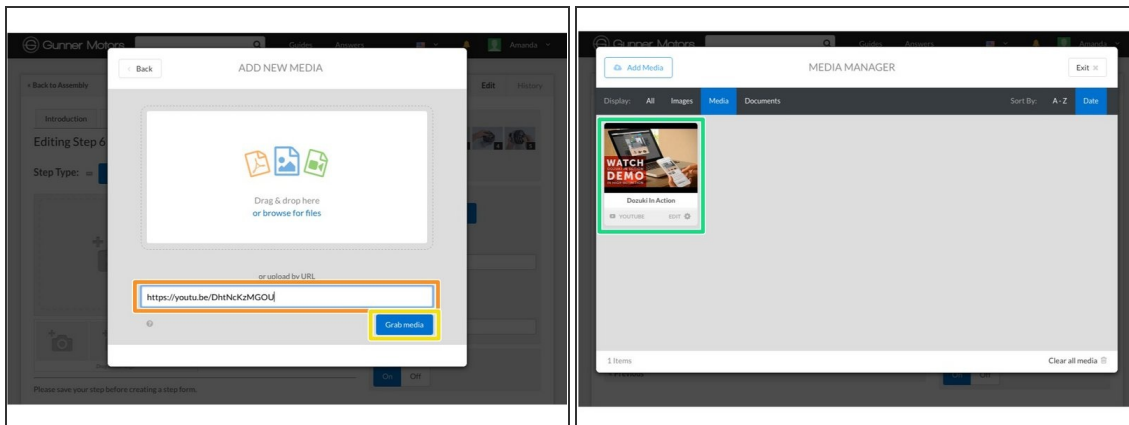 Gunner Motors
Guides
Answers
Amanda
Back
ADD NEW MEDIA
< Back to Assembly
Edit
History
Introduction
Editing Step 6
Step Type:
Drag & drop here
or browse for files
or upload by URL
https://youtu.be/DhtNcKzMGOU
Grab media
On
Off
Please save your step before creating a step form.
Gunner Motors
Guides
Answers
Amanda
Add Media
MEDIA MANAGER
Exit ×
Display:
All
Images
Media
Documents
Sort By:
A - Z
Date
WATCH
DEMO
Dozuki In Action
YOUTUBE
EDIT
1 Items
Clear all media